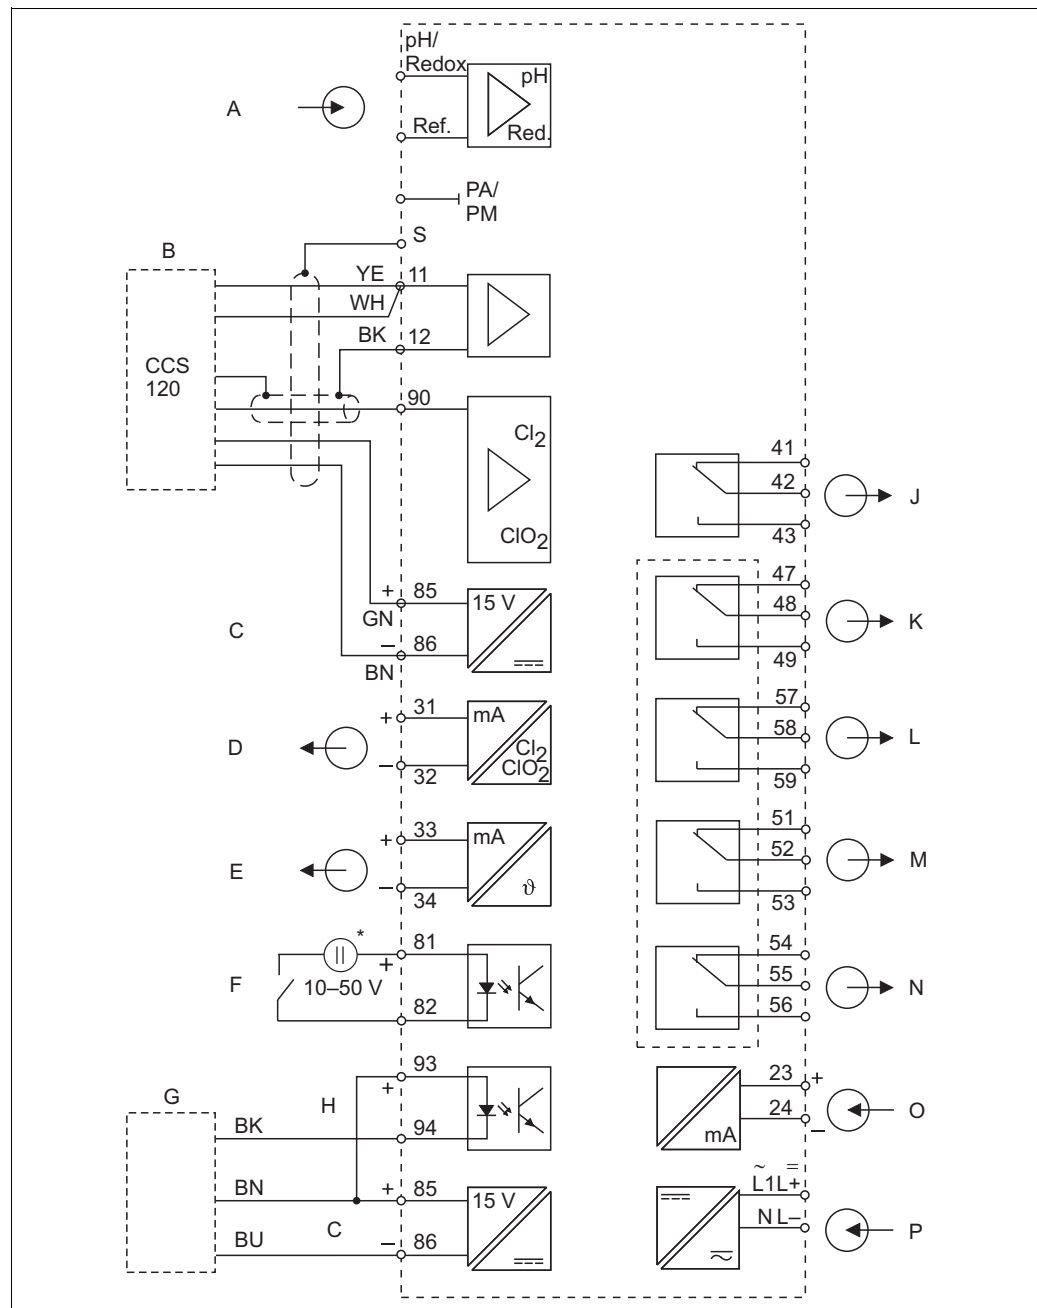 pH/
Redox
pH
A
Ref.
Red.
PA/
PM
S
B
YE 11
WH
BK 12
CCS
120
90
Cl2
ClO2
41
42
J
43
47
48
K
49
+ 85
15 V
GN
C
– 86
BN
57
58
L
59
31
+
mA
D
Cl2
ClO2
–
32
51
52
M
53
33
+
mA
E
ϑ
–
34
81
*
+
F
10–50 V
82
54
55
N
56
93
+
G
H
BK
94
23
+
24
O
–
mA
BN
+ 85
15 V
C
BU
– 86
~ =
L1L+
N L–
P